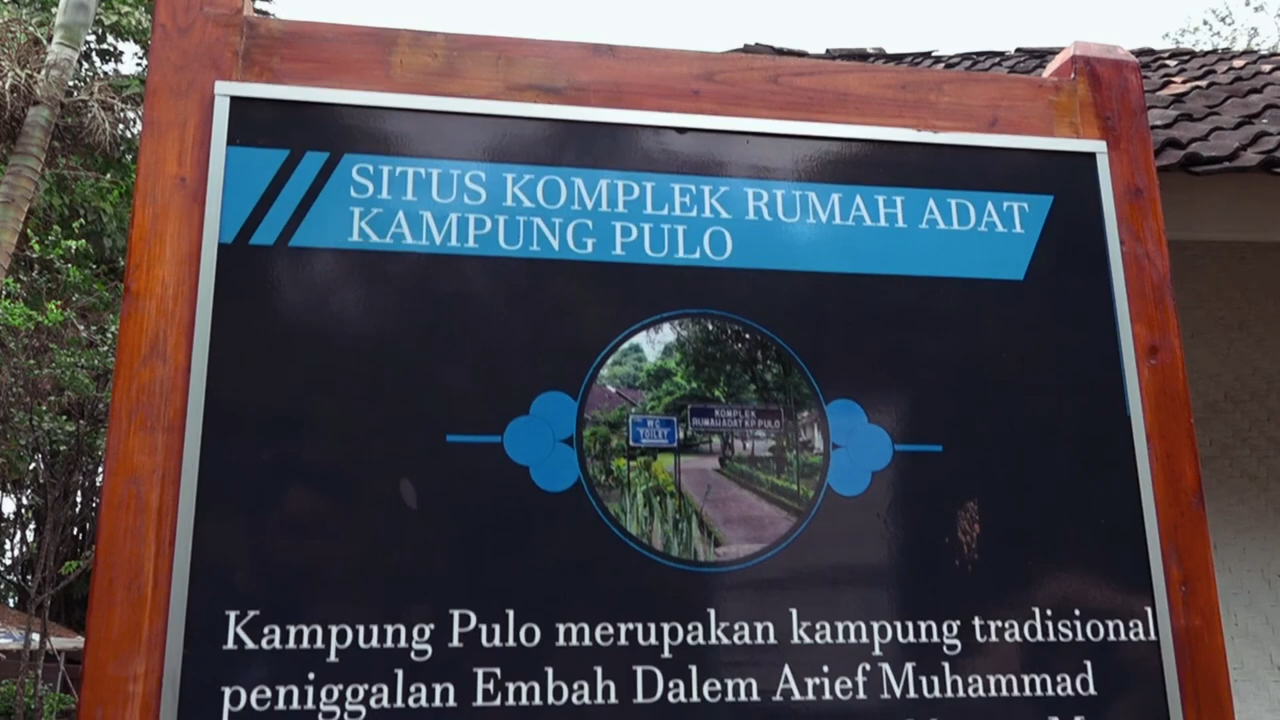 SITUS KOMPLEK RUMAH ADAT
KAMPUNG PULO
WC
TOILET
KOMPLEK
RUMAH ADAT KP PULO
Kampung Pulo merupakan kampung tradisional
peniggalan Embah Dalem Arief Muhammad